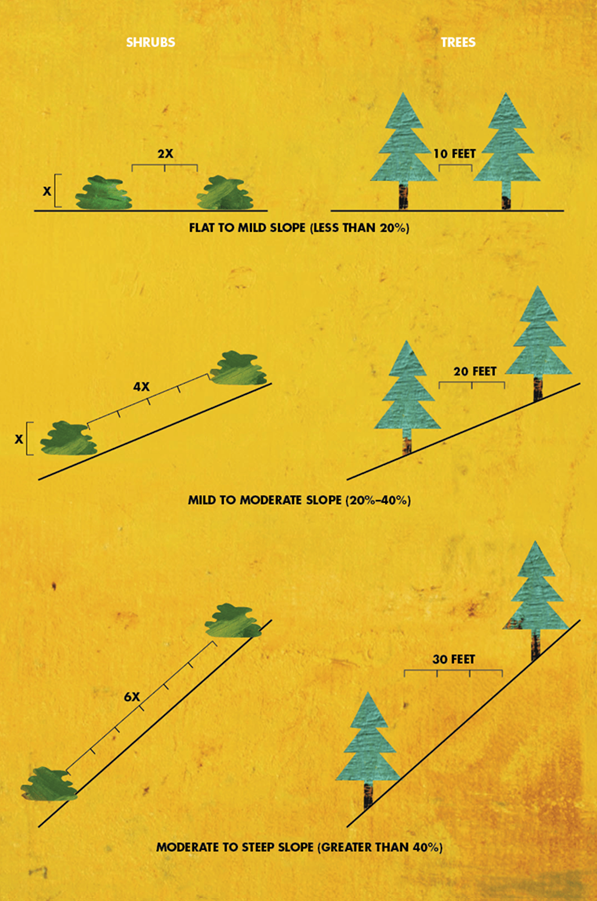 SHRUBS
TREES
2X
X
10 FEET
FLAT TO MILD SLOPE (LESS THAN 20%)
4X
X
20 FEET
MILD TO MODERATE SLOPE (20%–40%)
6X
30 FEET
MODERATE TO STEEP SLOPE (GREATER THAN 40%)